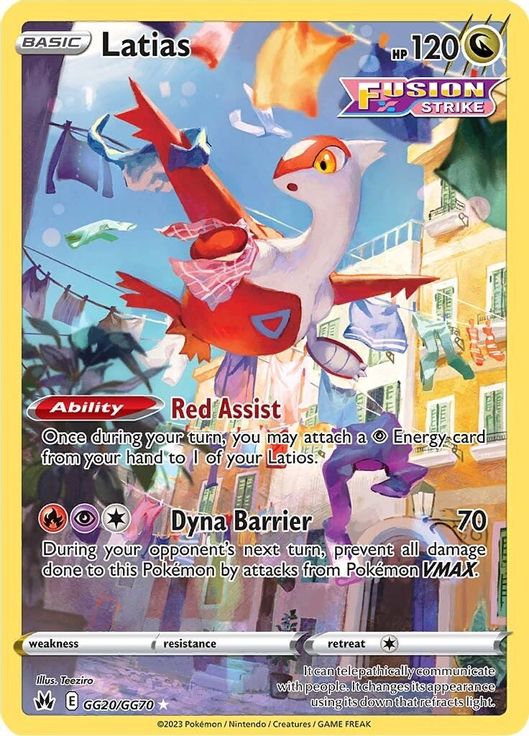 BASIC Latias HP 120
FUSION
STRIKE
Ability Red Assist
Once during your turn, you may attach a Energy card
from your hand to 1 of your Latios.
Dyna Barrier 70
During your opponent's next turn, prevent all damage
done to this Pokémon by attacks from Pokémon VMAX.
weakness resistance retreat
Illus. Teeziro
E GG20/GG70
It can telepathically communicate
with people. It changes its appearance
using its down that refracts light.
©2023 Pokémon / Nintendo / Creatures / GAME FREAK